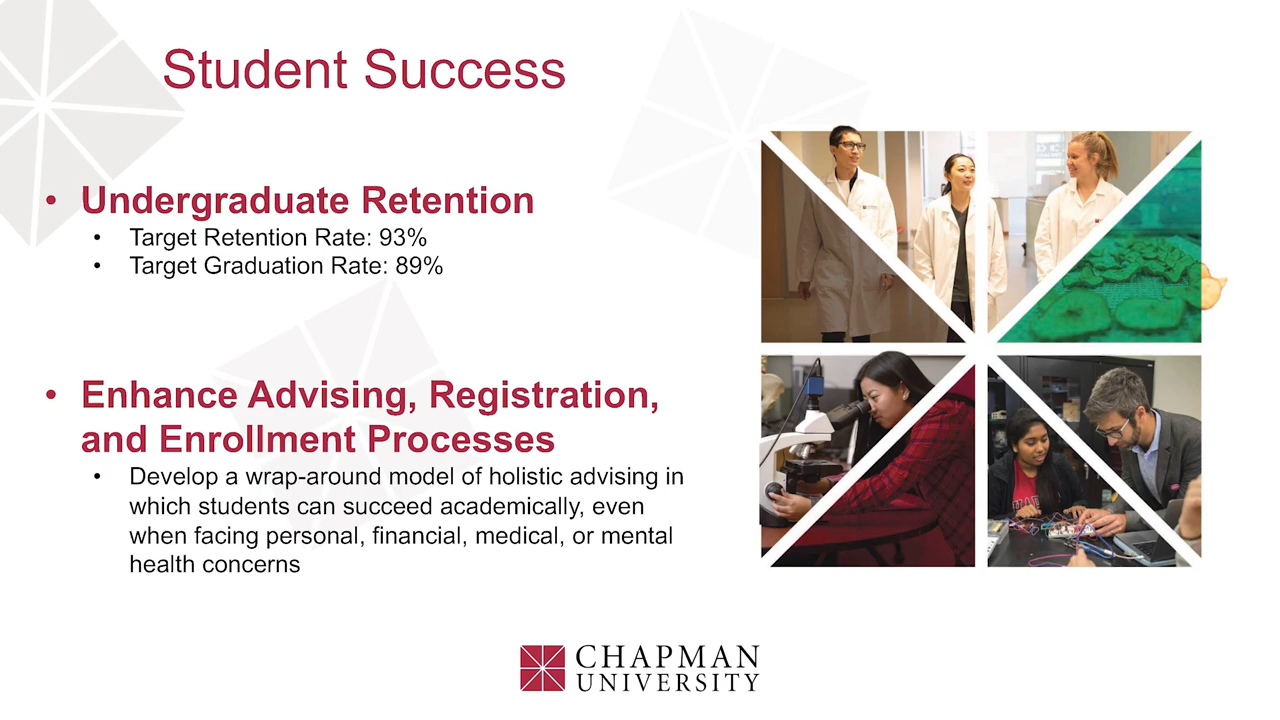 Student Success
• Undergraduate Retention
• Target Retention Rate: 93%
• Target Graduation Rate: 89%
• Enhance Advising, Registration,
and Enrollment Processes
• Develop a wrap-around model of holistic advising in
which students can succeed academically, even
when facing personal, financial, medical, or mental
health concerns
CHAPMAN
UNIVERSITY